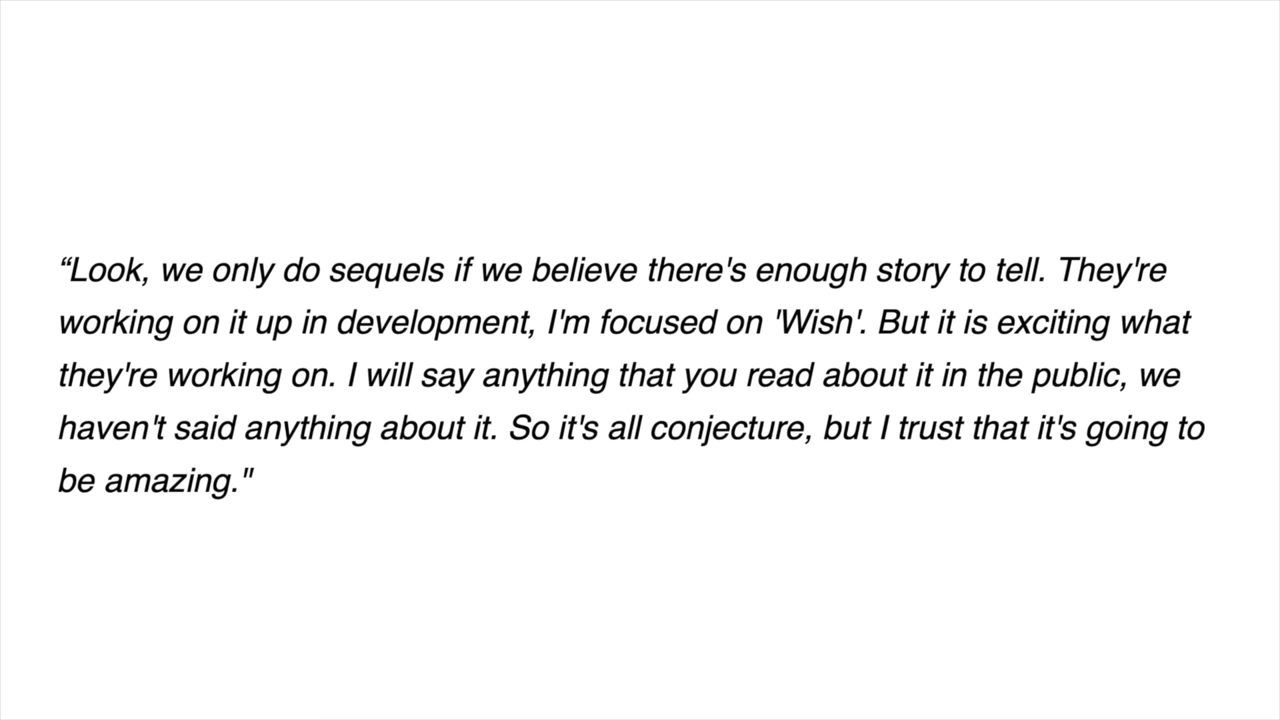 “Look, we only do sequels if we believe there's enough story to tell. They're
working on it up in development, I'm focused on 'Wish'. But it is exciting what
they're working on. I will say anything that you read about it in the public, we
haven't said anything about it. So it's all conjecture, but I trust that it's going to
be amazing."